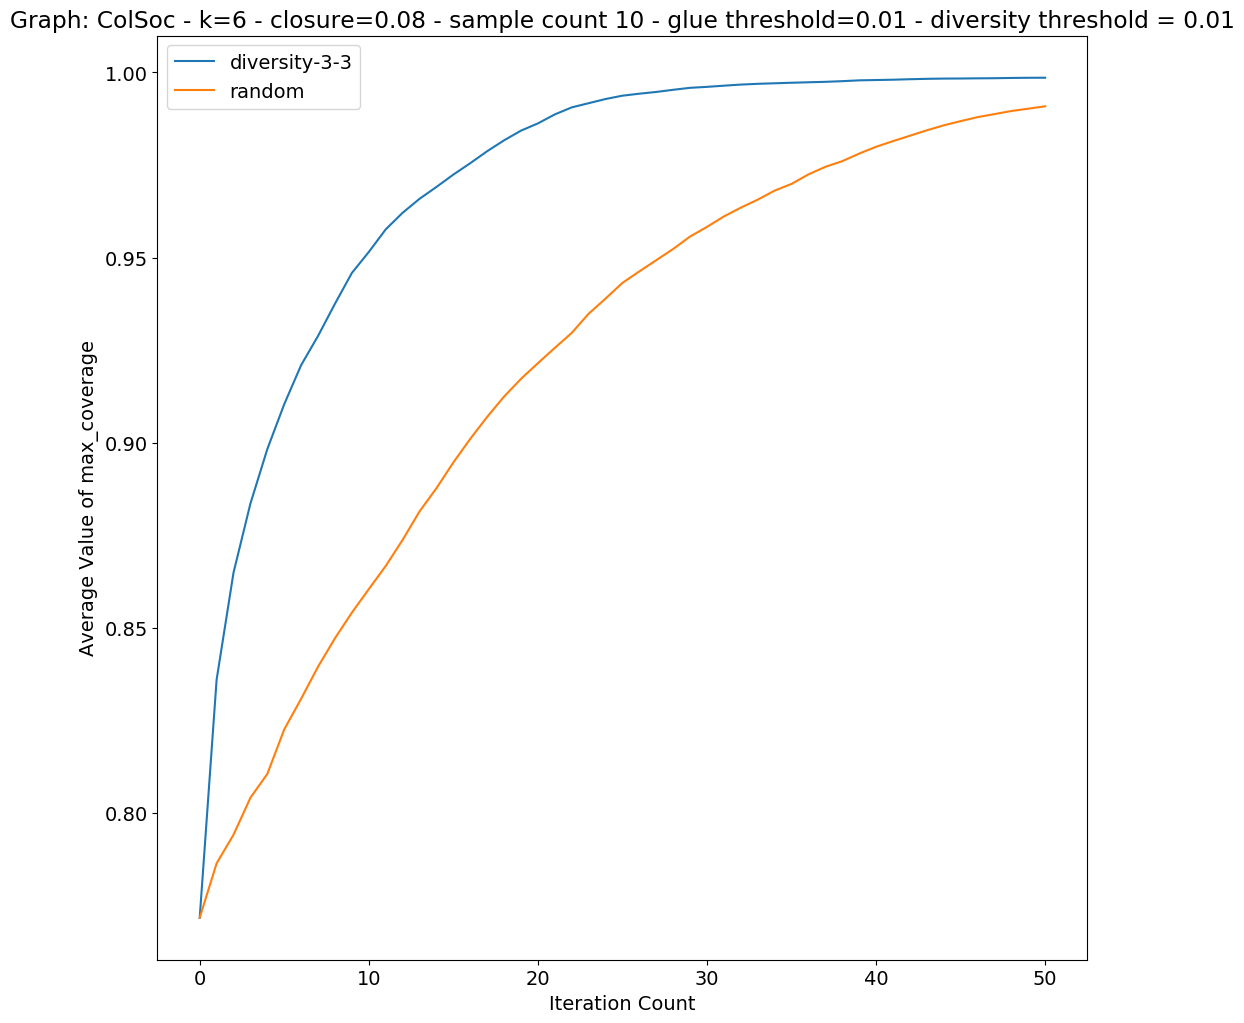 Graph: ColSoc - k=6 - closure=0.08 - sample count 10 - glue threshold=0.01 - diversity threshold = 0.01
diversity-3-3
random
1.00
0.95
0.90
0.85
0.80
Average Value of max_coverage
0 10 20 30 40 50
Iteration Count